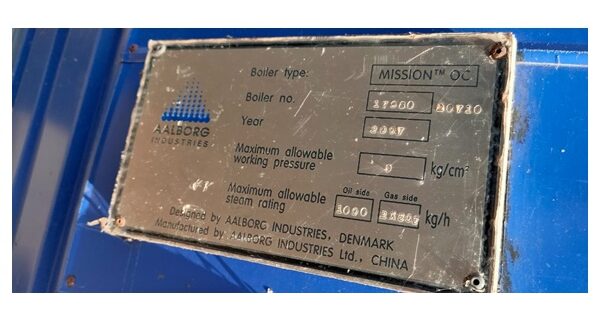 AALBORG
INDUSTRIES
Boiler type: MISSION™ OC
Boiler no.
Year
Maximum allowable
working pressure kg/cm²
Maximum allowable
steam rating
Oil side Gas side
kg/h
Designed by AALBORG INDUSTRIES, DENMARK
Manufactured by AALBORG INDUSTRIES Ltd., CHINA